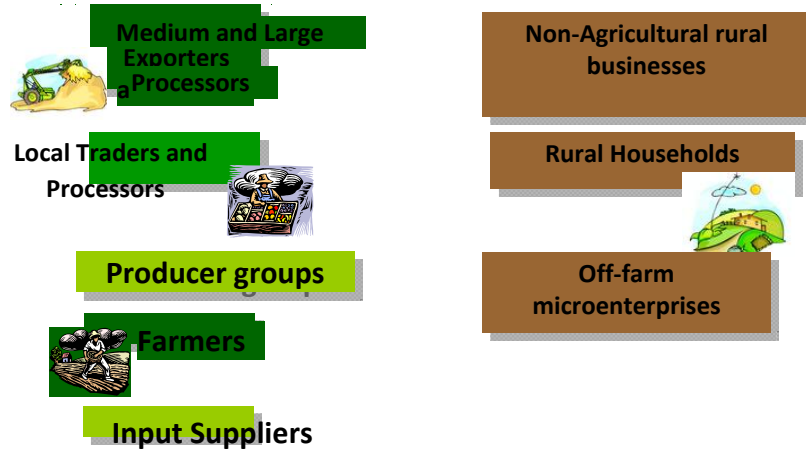 Medium and Large
Exporters
aProcessors
Local Traders and
Processors
Producer groups
Farmers
Input Suppliers
Non-Agricultural rural
businesses
Rural Households
Off-farm
microenterprises